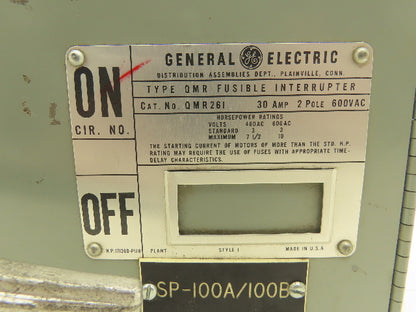 GENERAL GE ELECTRIC
DISTRIBUTION ASSEMBLIES DEPT., PLAINVILLE, CONN.
ON
TYPE QMR FUSIBLE INTERRUPTER
CAT. NO. QMR261 30 AMP 2 POLE 600VAC
CIR. NO.
HORSEPOWER RATINGS
VOLTS 480AC 600AC
STANDARD 3 3
MAXIMUM 7 1/2 10
THE STARTING CURRENT OF MOTORS OF MORE THAN THE STD. H.P.
RATING MAY REQUIRE THE USE OF FUSES WITH APPROPRIATE TIME-
DELAY CHARACTERISTICS.
OFF
PLANT STYLE 1 MADE IN U.S.A
SP-100A/100B